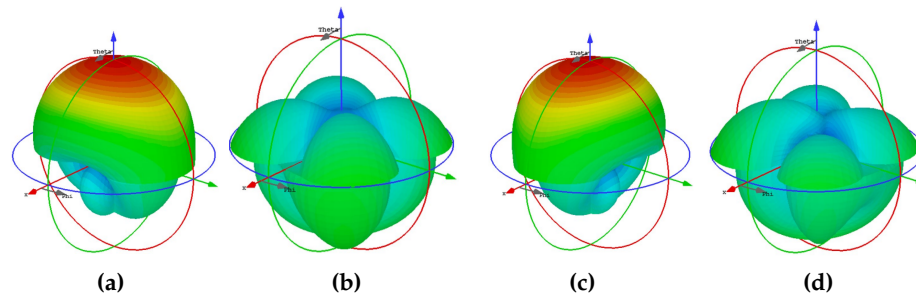 Theta
X
Phi
(a)
Theta
X
Phi
(b)
Theta
X
Phi
(c)
Theta
X
Phi
(d)